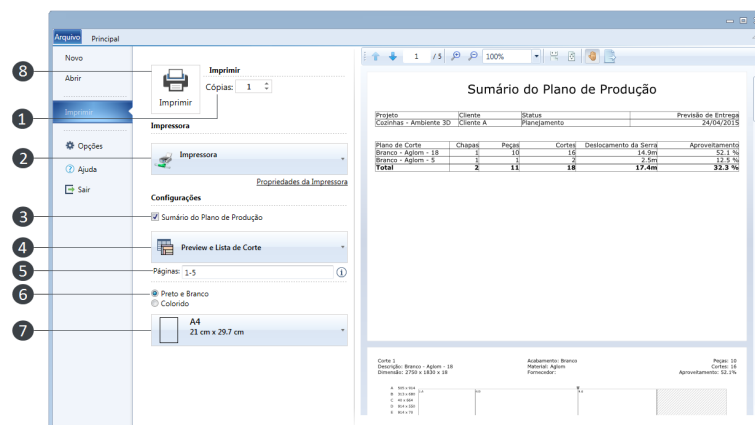 Arquivo Principal
Novo
Abrir
Imprimir
Opções
Ajuda
Sair
8
1
2
3
4
5
6
7
Imprimir
Imprimir
Cópias: 1
Impressora
Impressora
Propriedades da Impressora
Configurações
Sumário do Plano de Produção
Preview e Lista de Corte
Páginas: 1-5
Preto e Branco
Colorido
A4
21 cm x 29.7 cm
1 / 5 100%
Sumário do Plano de Produção
Projeto Cliente Status Previsão de Entrega
Cozinhas - Ambiente 3D Cliente A Planejamento 24/04/2015
Plano de Corte Chapas Peças Cortes Deslocamento da Serra Aproveitamento
Branco - Aglom - 18 1 10 16 14.9m 52.1 %
Branco - Aglom - 5 1 1 2 2.5m 12.5 %
Total 2 11 18 17.4m 32.3 %
Corte 1 Acabamento: Branco Peças: 10
Descrição: Branco - Aglom - 18 Material: Aglom Cortes: 16
Dimensão: 2750 x 1830 x 18 Fornecedor: Aproveitamento: 52.1%
A
B
C
D
E